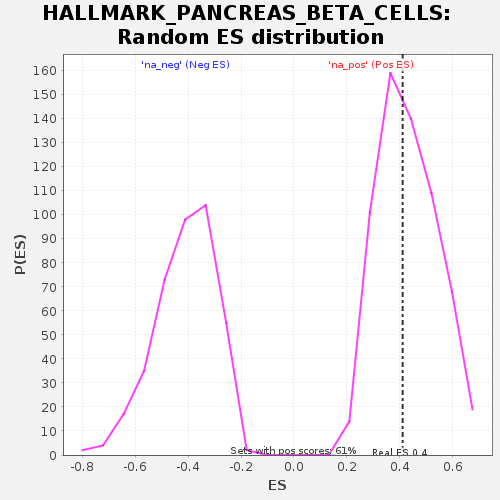 HALLMARK_PANCREAS_BETA_CELLS:
Random ES distribution
'na_neg' (Neg ES)
'na_pos' (Pos ES)
160
150
140
130
120
110
100
90
80
70
60
50
40
30
20
10
0
P(ES)
Sets with pos scores: 61%
Real ES 0.4
-0.8 -0.6 -0.4 -0.2 0.0 0.2 0.4 0.6
ES